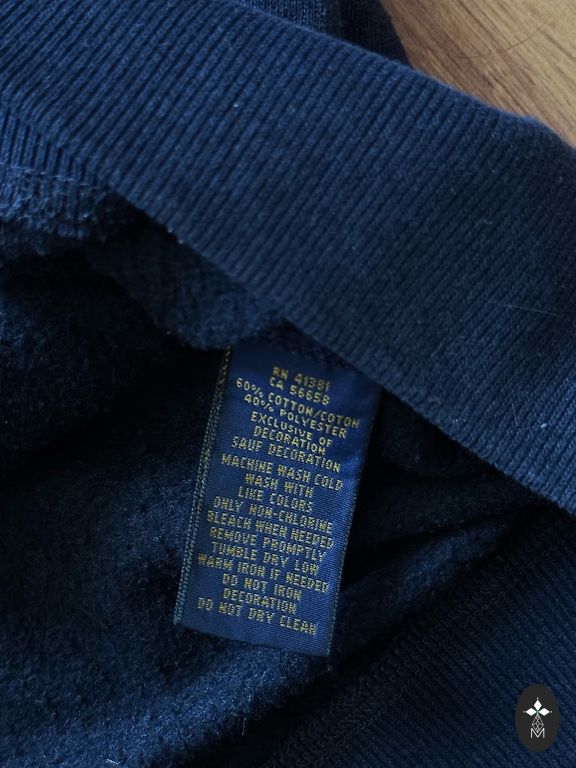 RN 41381
CA 56658
60% COTTON/COTON
40% POLYESTER
EXCLUSIVE OF
DECORATION
SAUF DECORATION
MACHINE WASH COLD
WASH WITH
LIKE COLORS
ONLY NON-CHLORINE
BLEACH WHEN NEEDED
REMOVE PROMPTLY
TUMBLE DRY LOW
WARM IRON IF NEEDED
DO NOT IRON
DECORATION
DO NOT DRY CLEAN
M